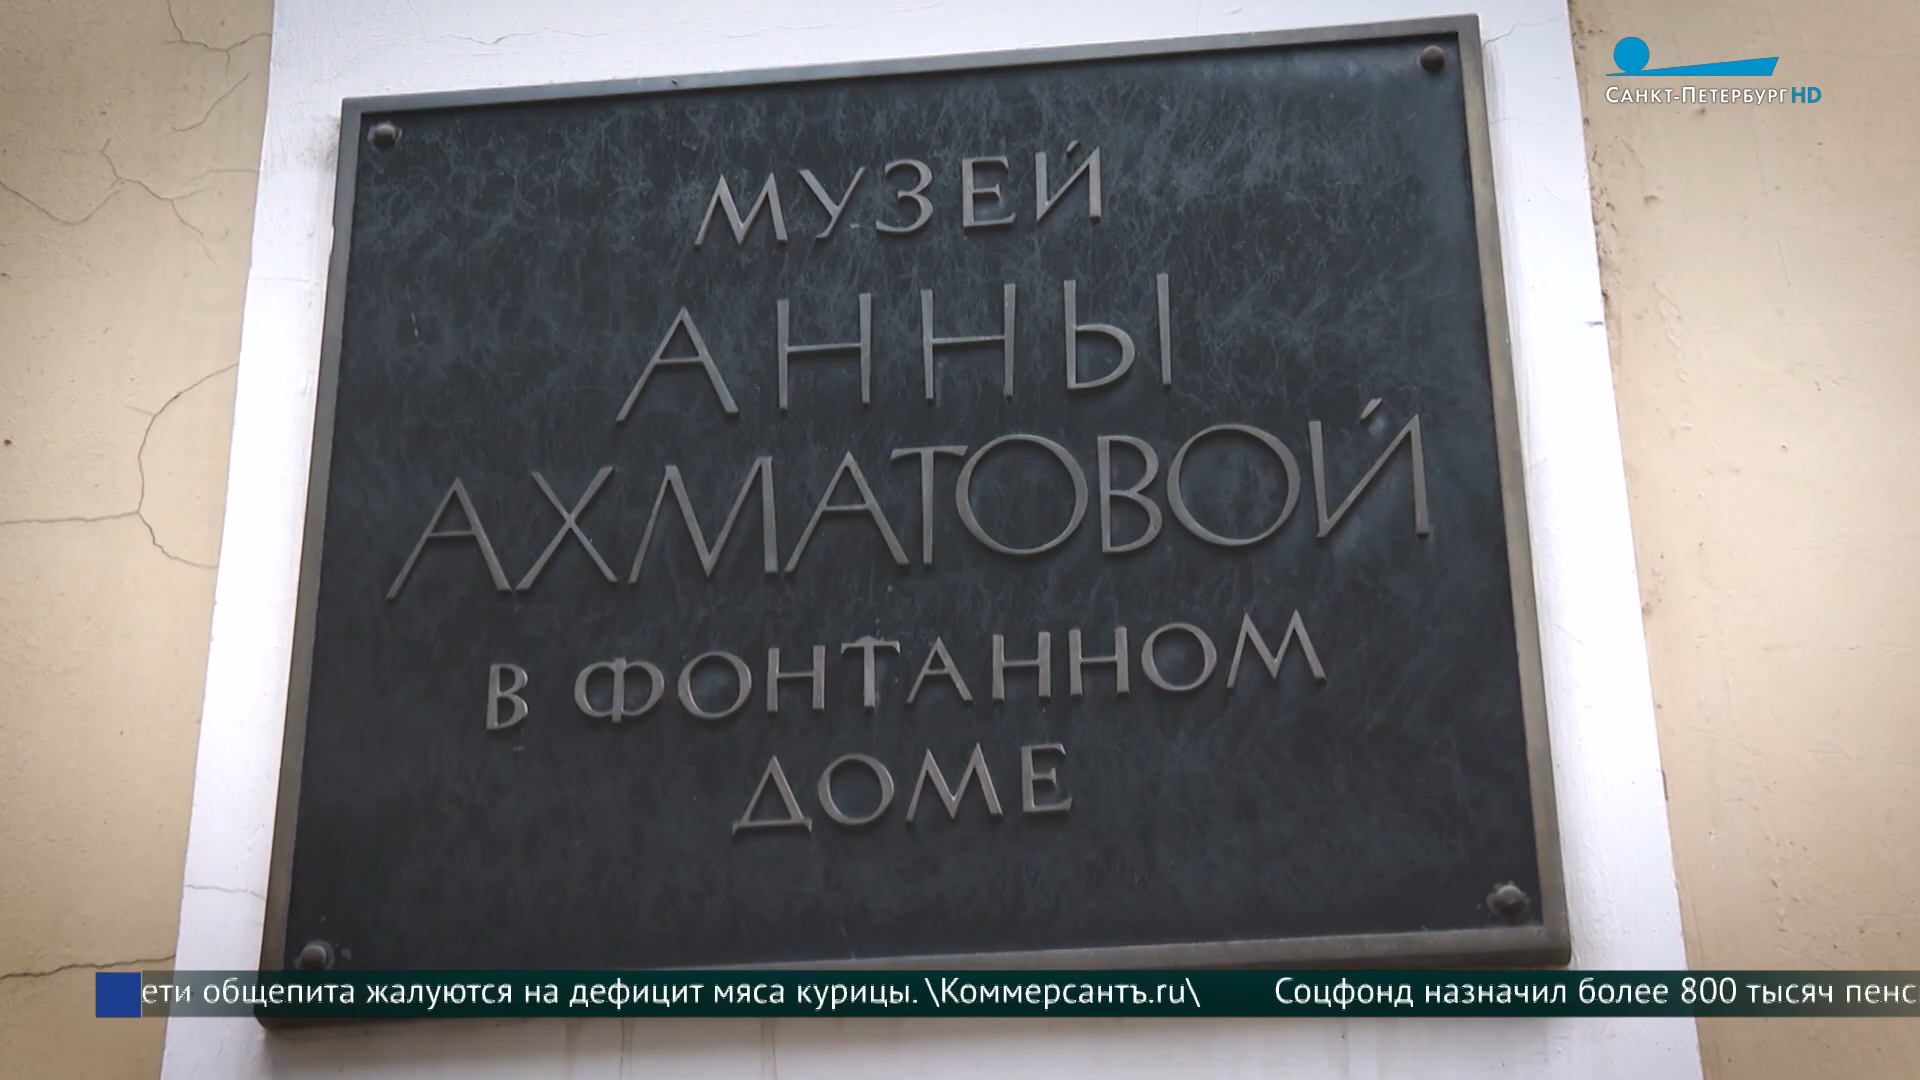 Санкт-Петербург HD
МУЗЕЙ
АННЫ
АХМАТОВОЙ
В ФОНТАННОМ
ДОМЕ
ети общепита жалуются на дефицит мяса курицы. \Коммерсантъ.ru\ Соцфонд назначил более 800 тысяч пенс